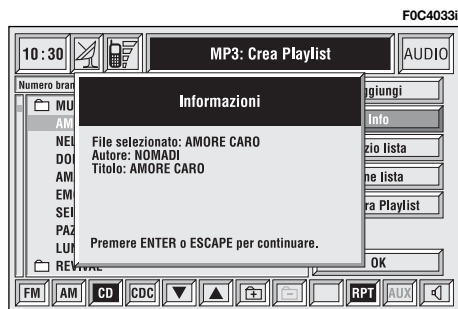 F0C4033i
10:30 MP3: Crea Playlist AUDIO
Numero bran
MU
AM
NEL
DOI
AM
EM
SEI
PAZ
LUI
REVIVAL
Informazioni
File selezionato: AMORE CARO
Autore: NOMADI
Titolo: AMORE CARO
Premere ENTER o ESCAPE per continuare.
ggiungi
Info
zio lista
ne lista
ra Playlist
OK
FM AM CD CDC RPT AUX